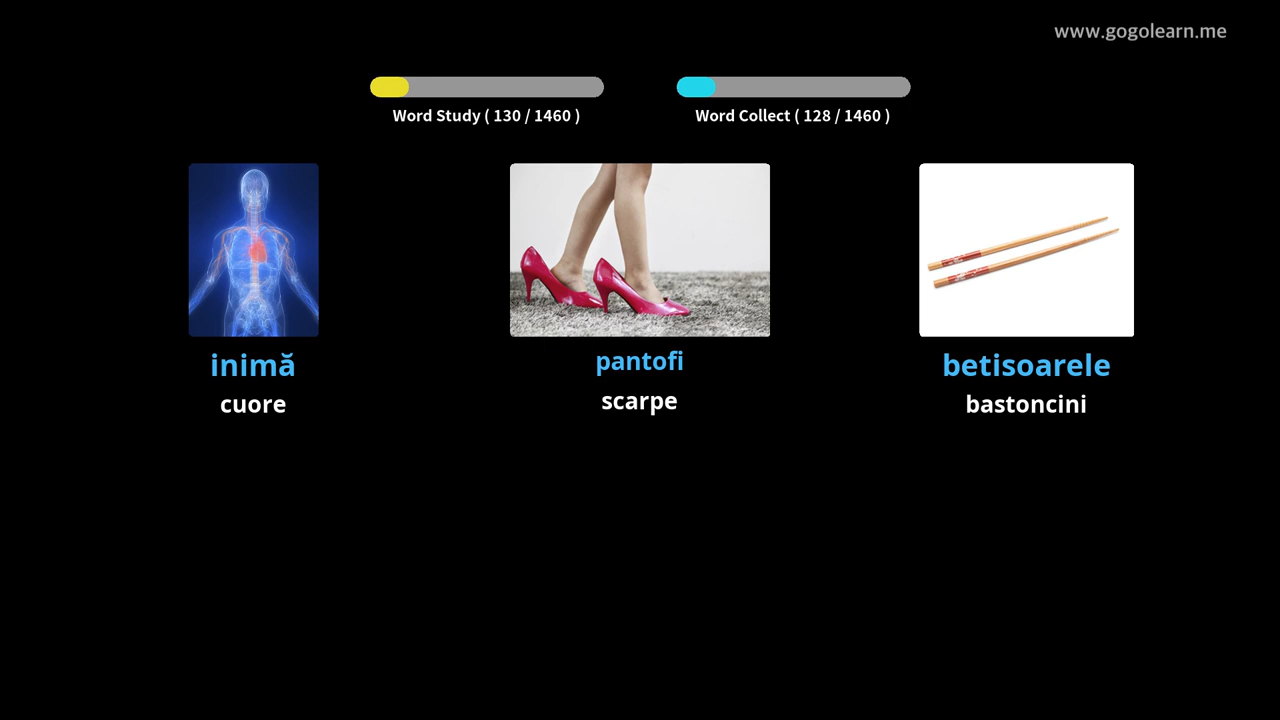 www.gogolearn.me
Word Study ( 130 / 1460 )
Word Collect ( 128 / 1460 )
inimă
cuore
pantofi
scarpe
betisoarele
bastoncini